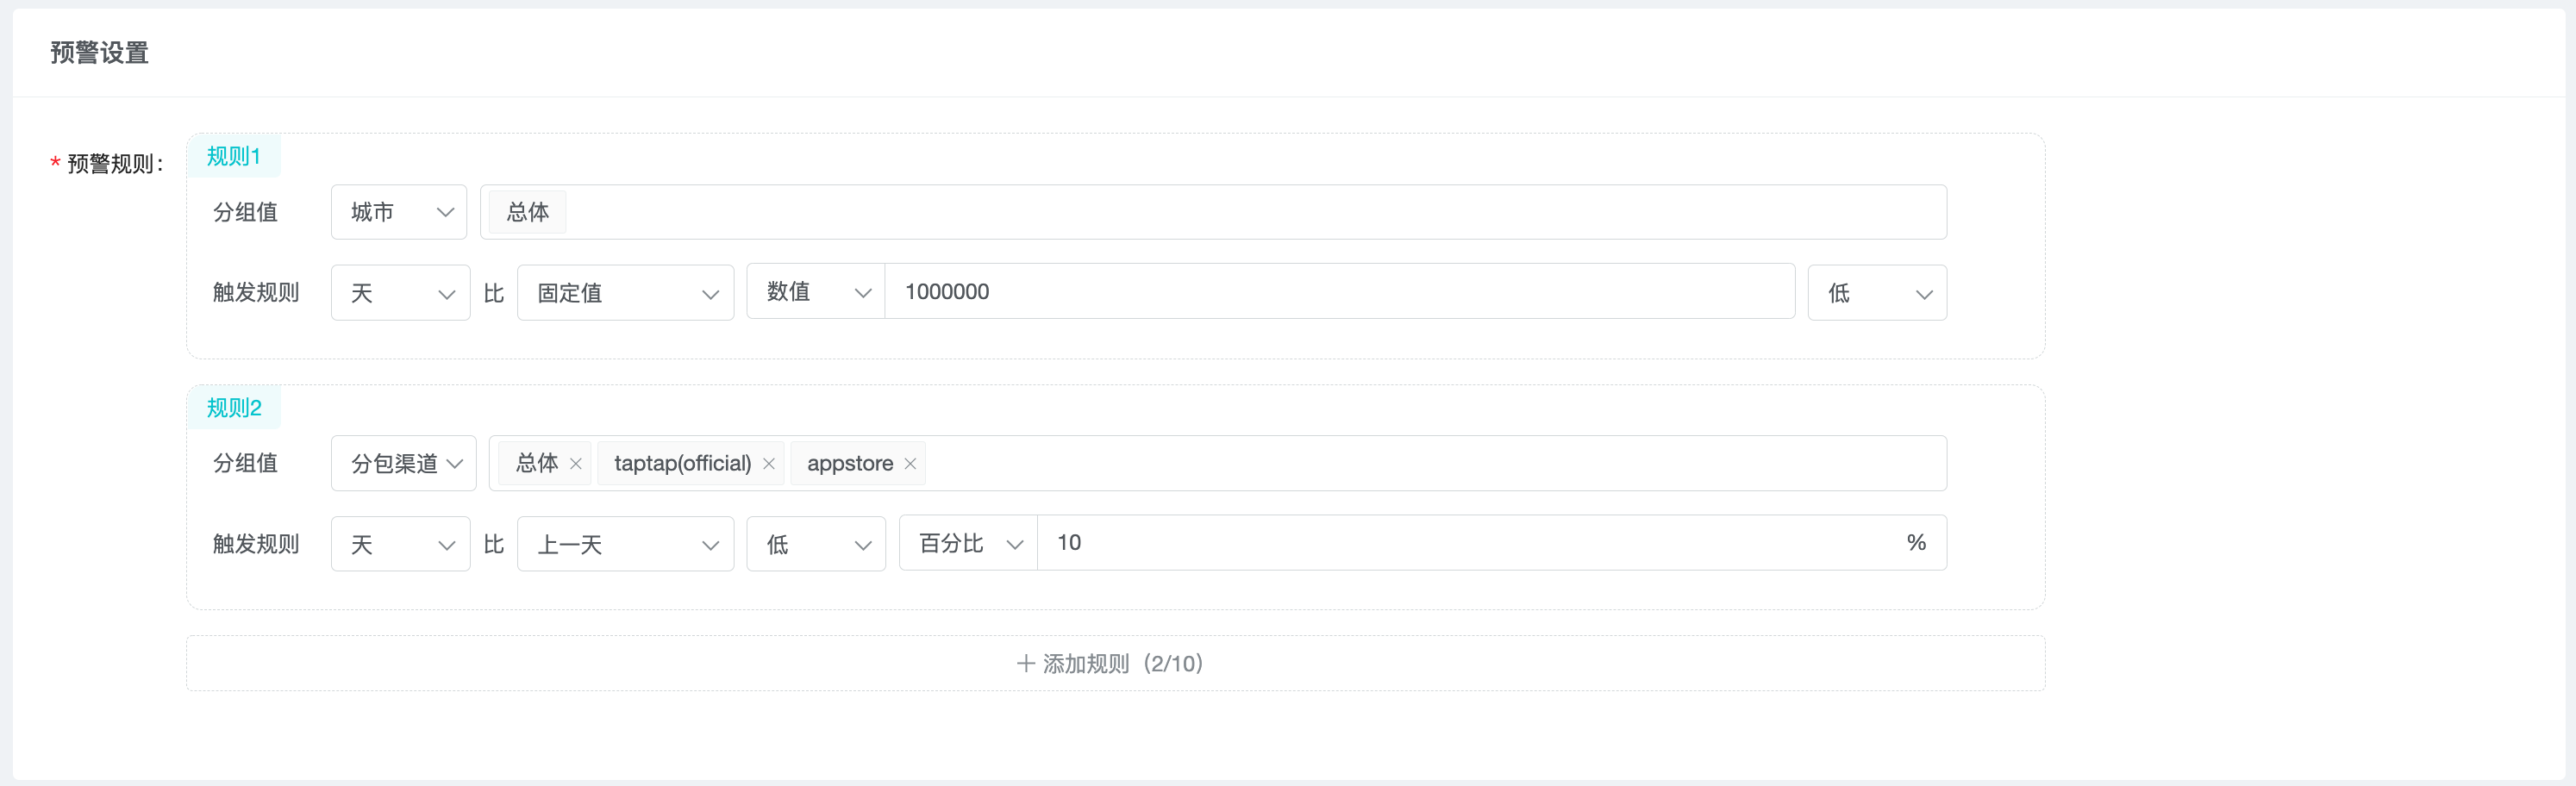 预警设置
* 预警规则：
规则1
分组值 城市 总体
触发规则 天 比 固定值 数值 1000000 低
规则2
分组值 分包渠道 总体 × taptap(official) × appstore ×
触发规则 天 比 上一天 低 百分比 10 %
+ 添加规则（2/10）